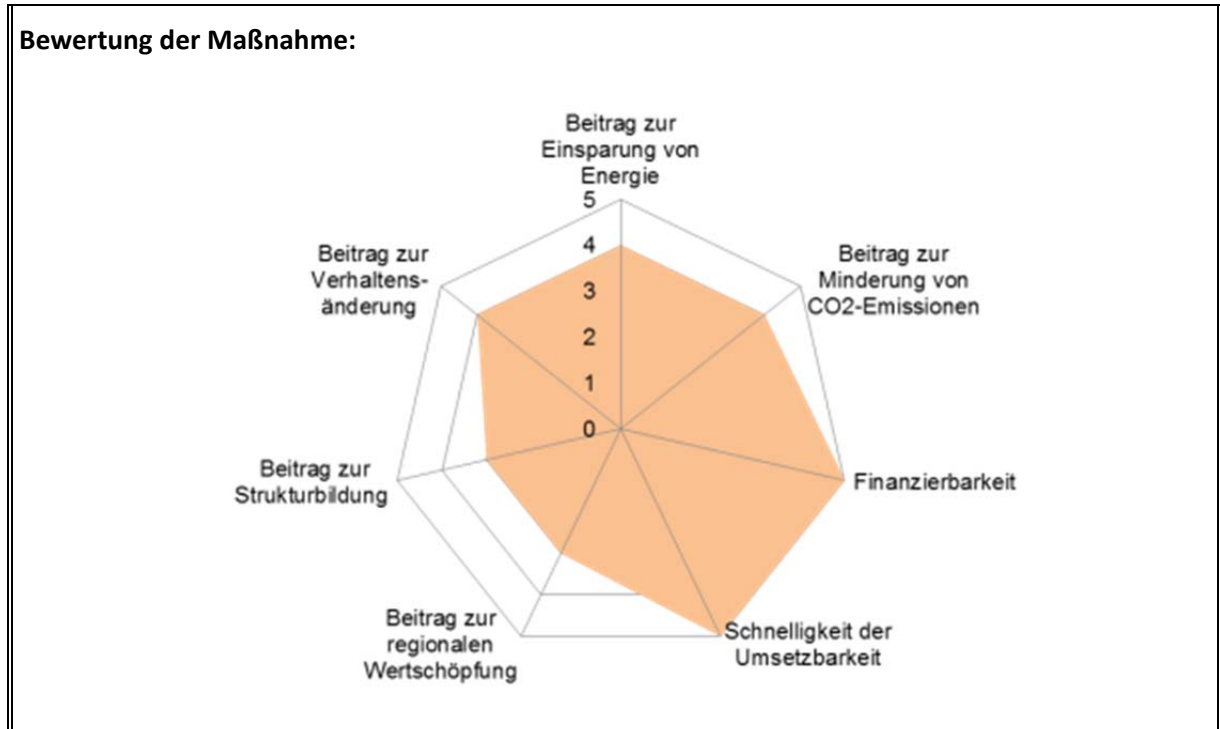 Bewertung der Maßnahme:
Beitrag zur
Einsparung von
Energie
5
4
3
2
1
0
Beitrag zur
Minderung von
CO2-Emissionen
Finanzierbarkeit
Schnelligkeit der
Umsetzbarkeit
Beitrag zur
regionalen
Wertschöpfung
Beitrag zur
Strukturbildung
Beitrag zur
Verhaltens-
änderung